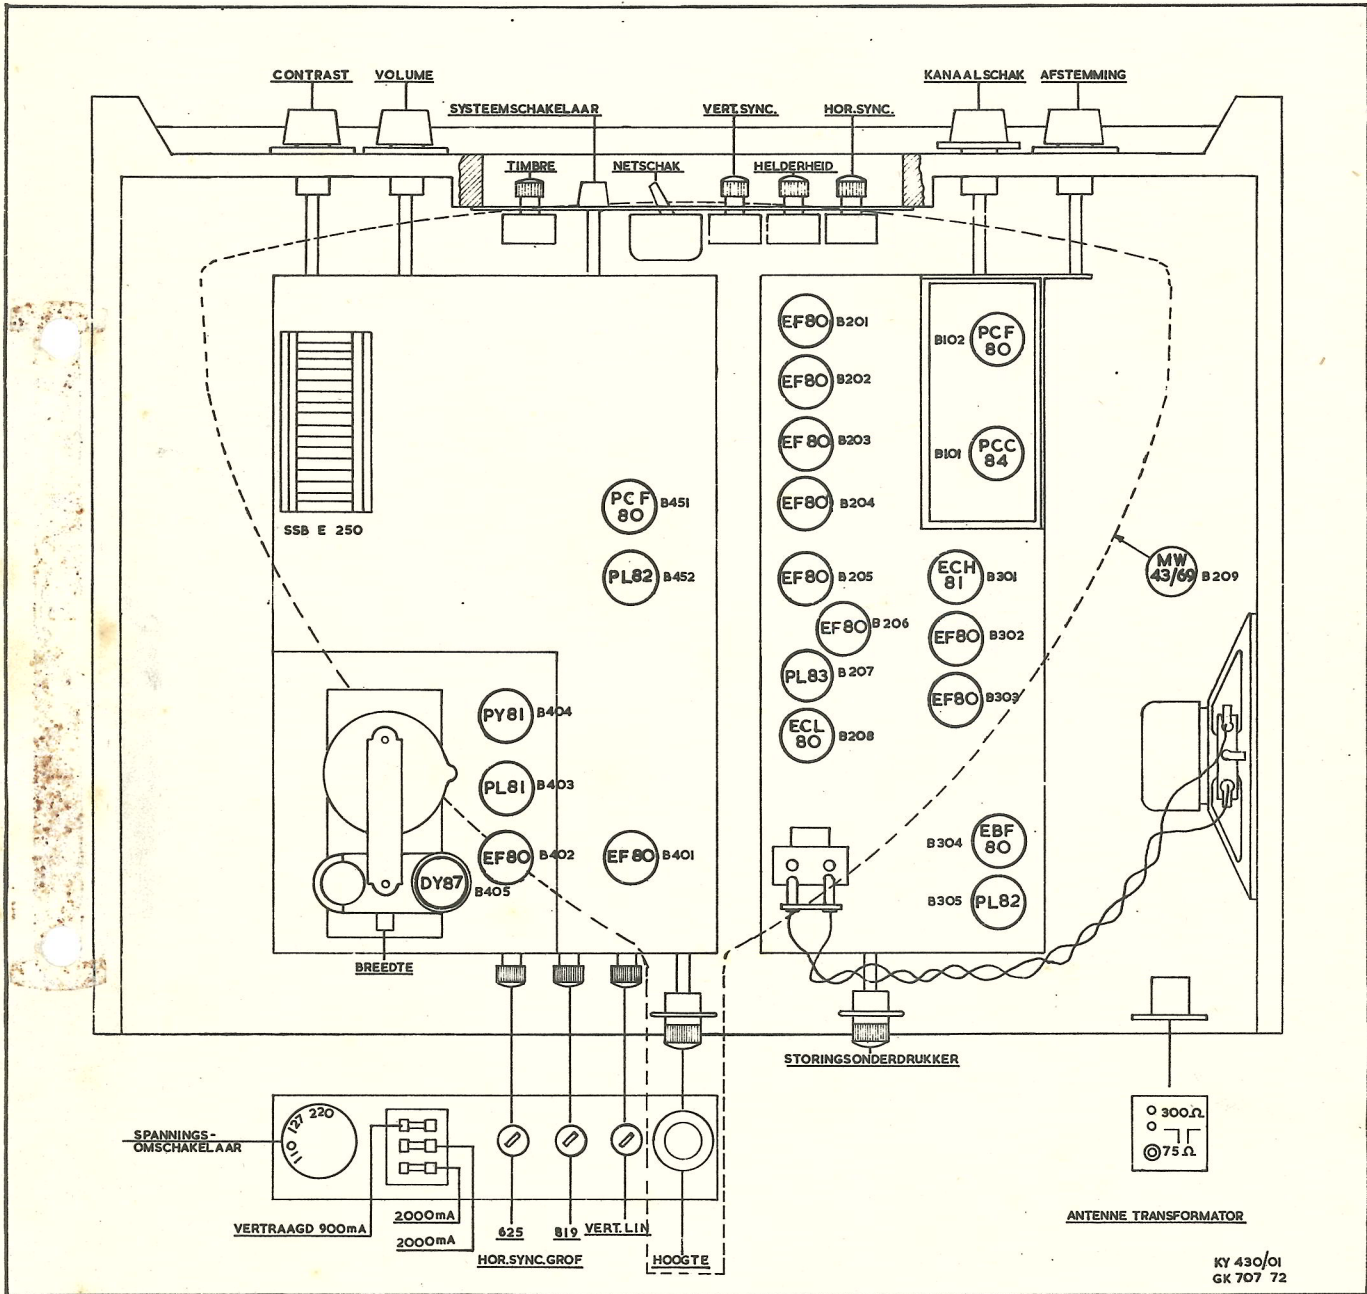 CONTRAST
VOLUME
KANAALSCHAK
AFSTEMMING
SYSTEEMSCHAKELAAR
VERT.SYNC.
HOR.SYNC.
TIMBRE
NETSCHAK
HELDERHEID
EF80 B201
B102 PCF
80
EF80 B202
EF80 B203
B101 PCC
84
EF80 B204
SSB E 250
PCF
80 B451
PL82 B452
EF80 B205
ECH
81 B301
MW
43/69 B209
EF80 B206
EF80 B302
PL83 B207
EF80 B303
ECL
80 B208
PY81 B404
PL81 B403
EF80 B402
EF80 B401
DY87 B405
B304 EBF
80
B305 PL82
BREEDTE
STORINGSONDERDRUKKER
SPANNINGS-
OMSCHAKELAAR
110 127 220
300Ω
75Ω
VERTRAAGD 900mA
2000mA
2000mA
625
819
VERT. LIN
HOR.SYNC.GROF
HOOGTE
ANTENNE TRANSFORMATOR
KY 430/01
GK 707 72